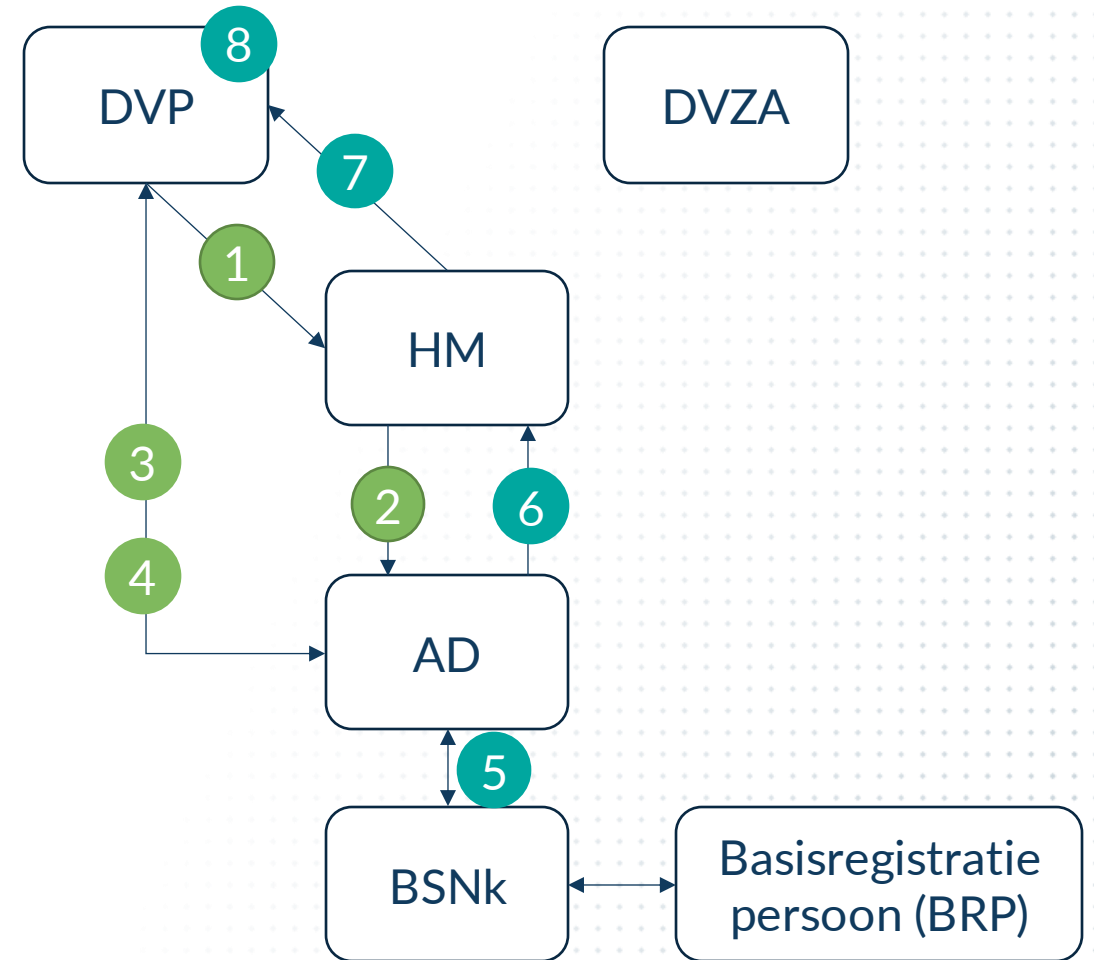 8
DVP
DVZA
7
1
HM
3
2
6
4
AD
5
BSNk
Basisregistratie
persoon (BRP)